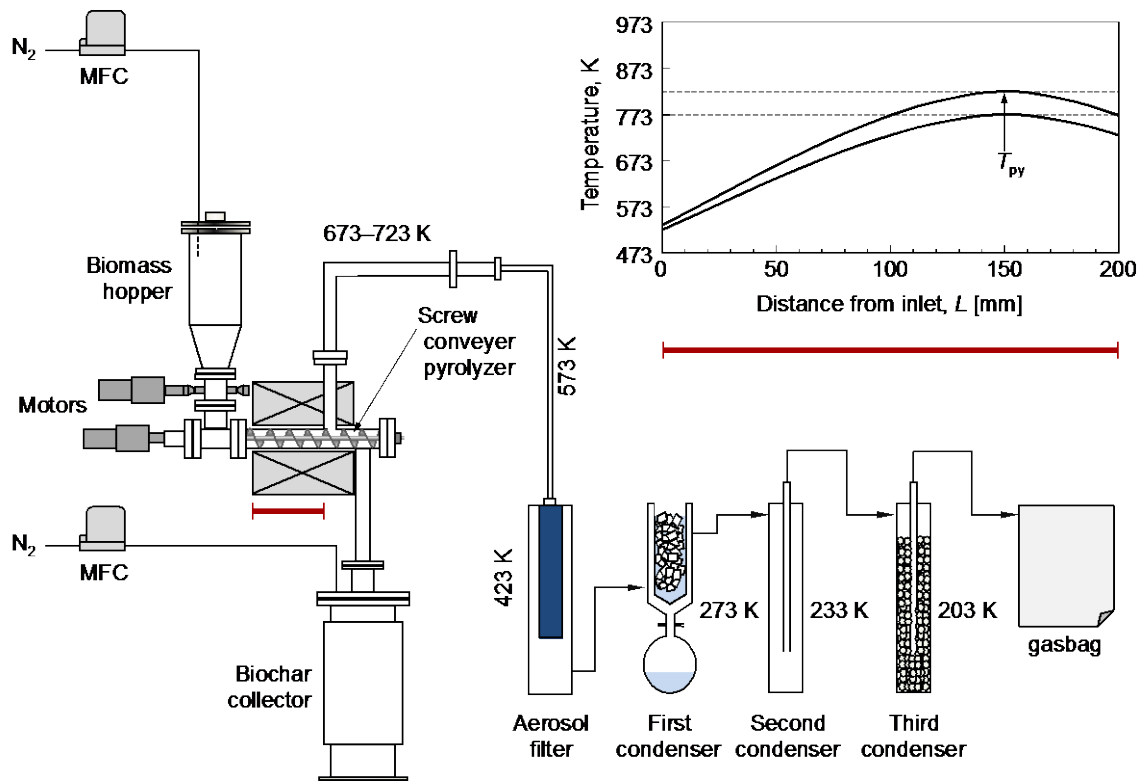 N2
MFC
Biomass
hopper
Motors
N2
MFC
Biochar
collector
673–723 K
Screw
conveyer
pyrolyzer
573 K
423 K
Aerosol
filter
First
condenser
273 K
Second
condenser
233 K
Third
condenser
203 K
gasbag
Temperature, K
973
873
773
673
573
473
Tpy
0
50
100
150
200
Distance from inlet, L [mm]